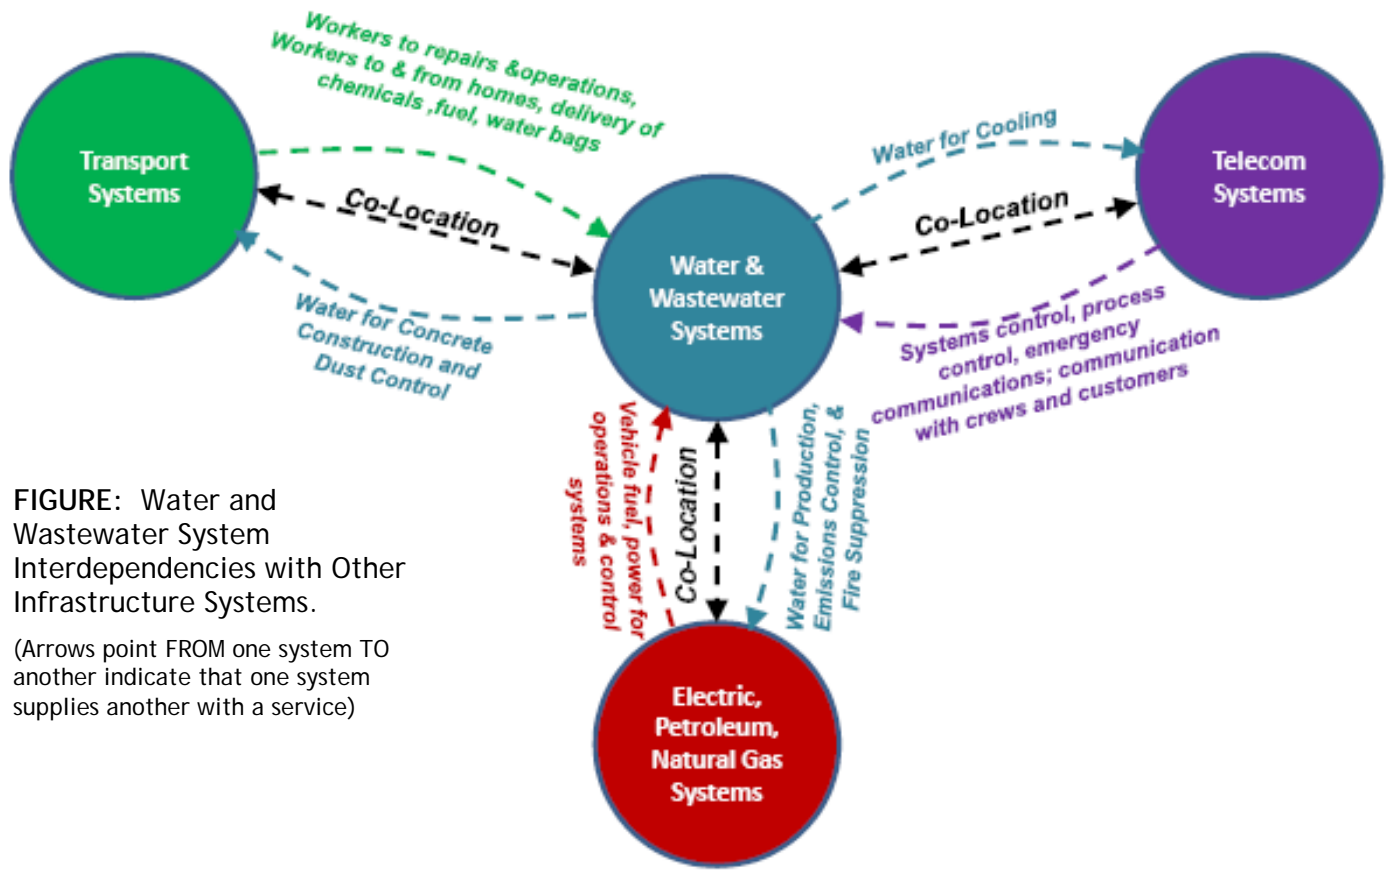 Workers to repairs &operations,
Workers to & from homes, delivery of
chemicals ,fuel, water bags
Transport
Systems
Co-Location
Water for Concrete
Construction and
Dust Control
Water &
Wastewater
Systems
Water for Cooling
Co-Location
Telecom
Systems
Systems control, process
control, emergency
communications; communication
with crews and customers
Vehicle fuel, power for
operations & control
systems
Co-Location
Water for Production,
Emissions Control, &
Fire Suppression
Electric,
Petroleum,
Natural Gas
Systems
FIGURE: Water and
Wastewater System
Interdependencies with Other
Infrastructure Systems.
(Arrows point FROM one system TO
another indicate that one system
supplies another with a service)